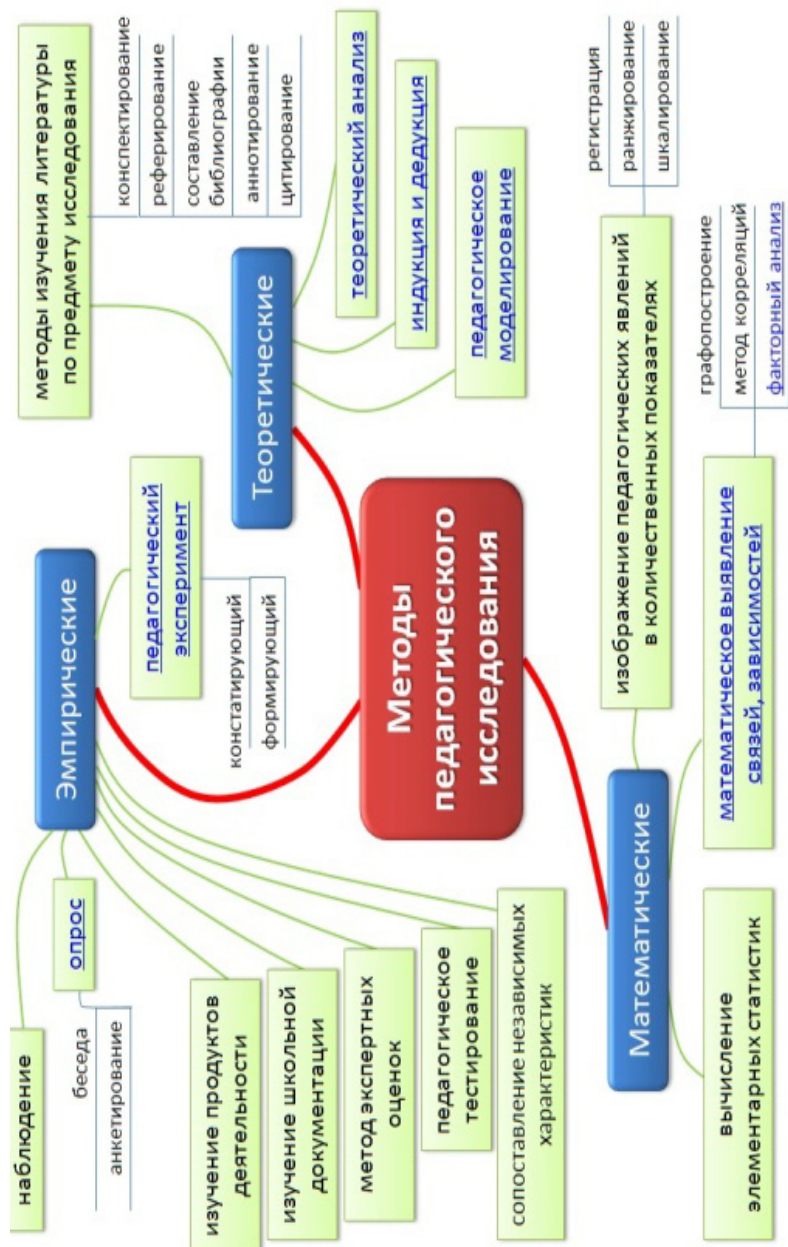 наблюдение
опрос
беседа
анкетирование
изучение продуктов
деятельности
изучение школьной
документации
метод экспертных
оценок
педагогическое
тестирование
сопоставление независимых
характеристик
Эмпирические
педагогический
эксперимент
констатирующий
формирующий
методы изучения литературы
по предмету исследования
конспектирование
реферирование
составление
библиографии
аннотирование
цитирование
Теоретические
теоретический анализ
индукция и дедукция
педагогическое
моделирование
Методы
педагогического
исследования
Математические
изображение педагогических явлений
в количественных показателях
регистрация
ранжирование
шкалирование
математическое выявление
связей, зависимостей
графопостроение
метод корреляций
факторный анализ
вычисление
элементарных статистик